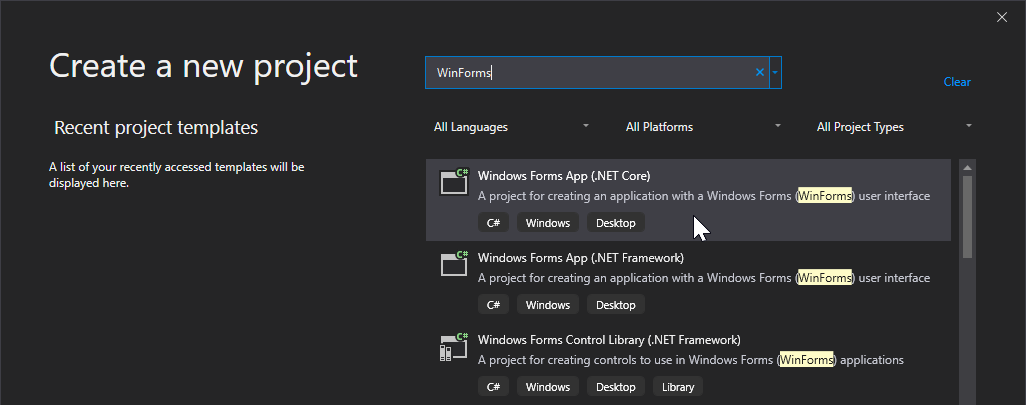 Create a new project
WinForms
Clear
Recent project templates
A list of your recently accessed templates will be
displayed here.
All Languages
All Platforms
All Project Types
C#
Windows Forms App (.NET Core)
A project for creating an application with a Windows Forms (WinForms) user interface
C# Windows Desktop
C#
Windows Forms App (.NET Framework)
A project for creating an application with a Windows Forms (WinForms) user interface
C# Windows Desktop
C#
Windows Forms Control Library (.NET Framework)
A project for creating controls to use in Windows Forms (WinForms) applications
C# Windows Desktop Library